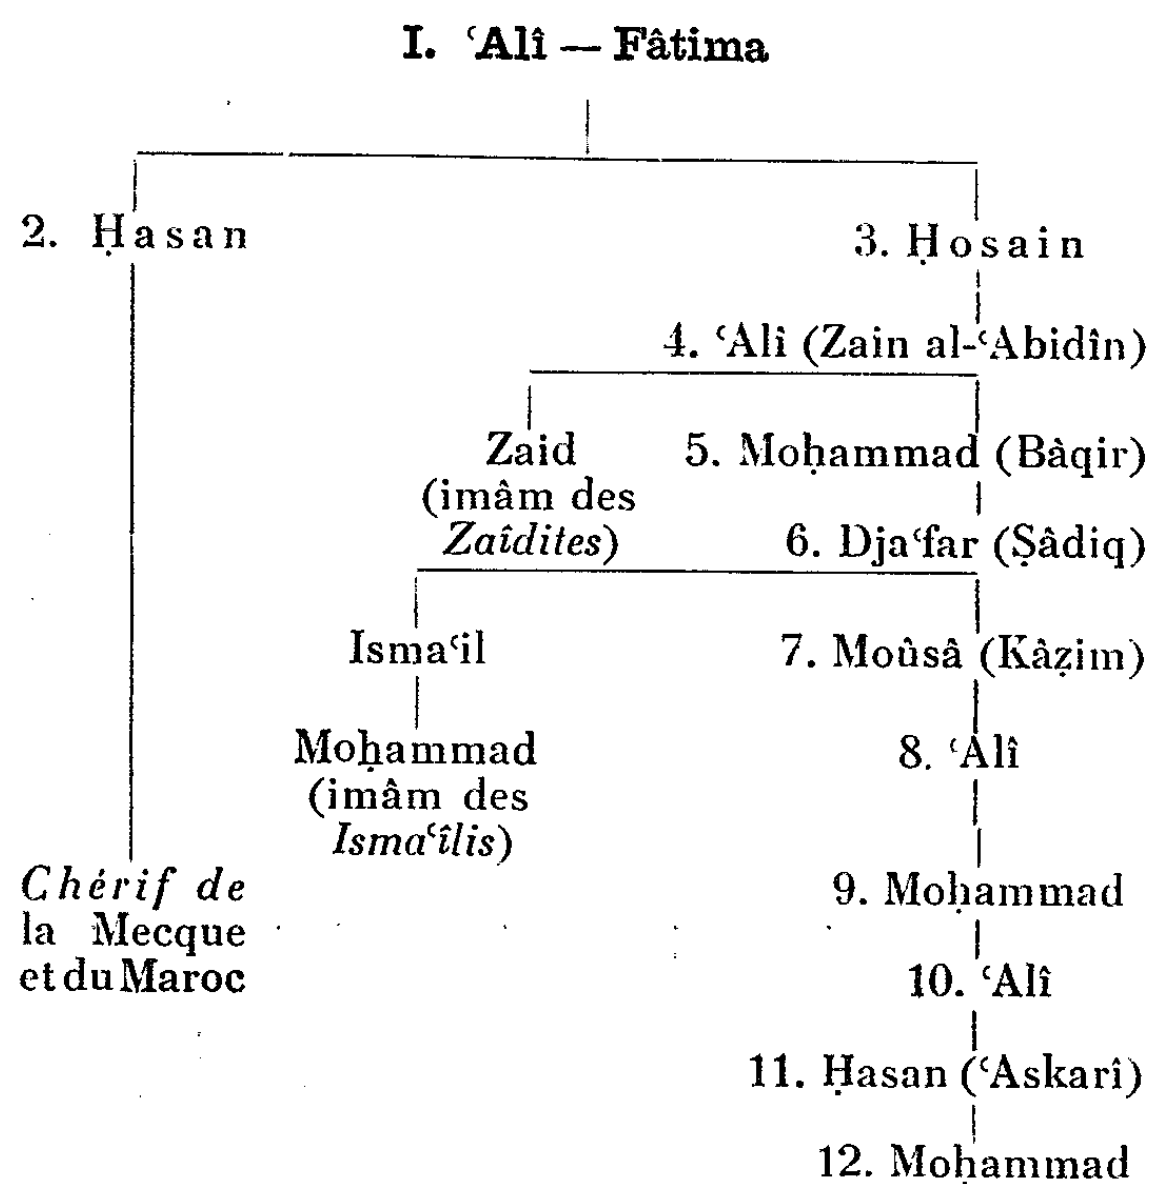 I. ʿAlî — Fâtima
2. Ḥasan
3. Ḥosain
4. ʿAlî (Zain al-ʿAbidîn)
Zaid
(imâm des
Zaîdites)
5. Moḥammad (Bâqir)
6. Djaʿfar (Ṣâdiq)
Ismaʿil
7. Moûsâ (Kâẓim)
Moḥammad
(imâm des
Ismaʿîlis)
8. ʿAlî
Chérif de
la Mecque
et du Maroc
9. Moḥammad
10. ʿAlî
11. Ḥasan (ʿAskarî)
12. Moḥammad